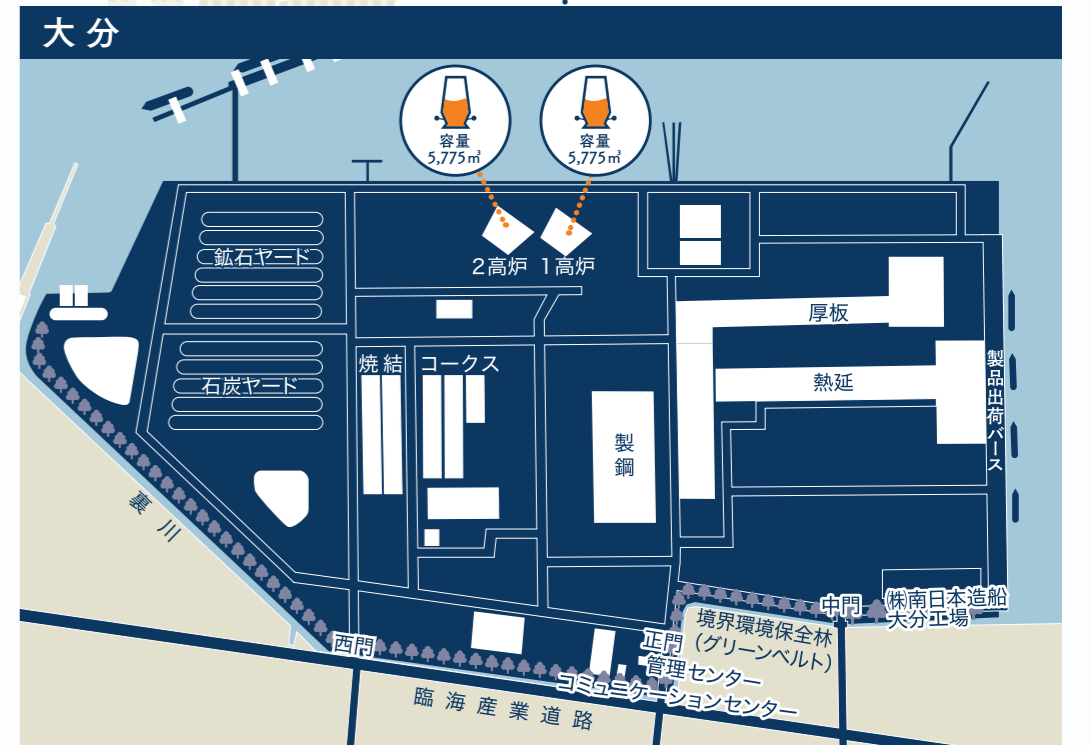 大分
容量
5,775㎥
容量
5,775㎥
2高炉
1高炉
鉱石ヤード
厚板
焼結
コークス
石炭ヤード
熱延
製品出荷バース
製鋼
裏川
中門
㈱南日本造船
大分工場
境界環境保全林
(グリーンベルト)
西門
正門
管理センター
コミュニケーションセンター
臨海産業道路